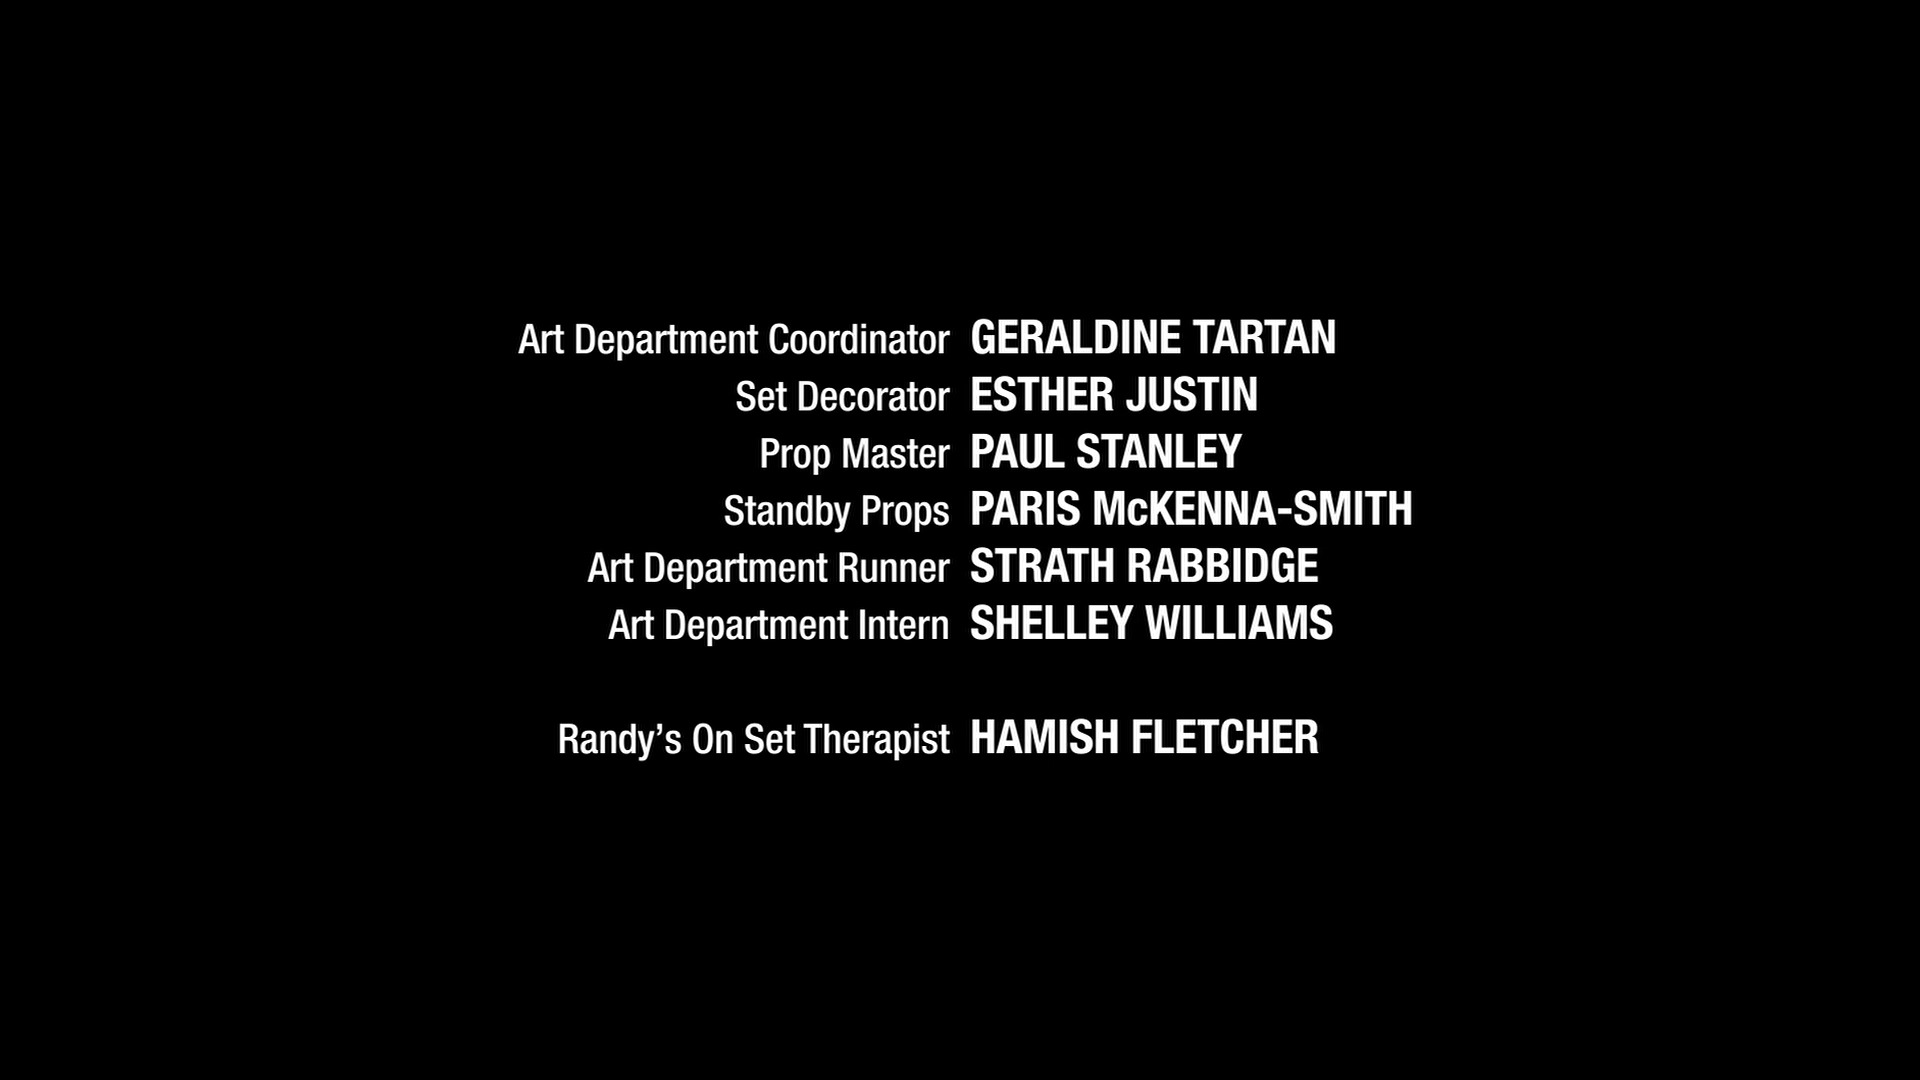 Art Department Coordinator GERALDINE TARTAN
Set Decorator ESTHER JUSTIN
Prop Master PAUL STANLEY
Standby Props PARIS McKENNA-SMITH
Art Department Runner STRATH RABBIDGE
Art Department Intern SHELLEY WILLIAMS
Randy’s On Set Therapist HAMISH FLETCHER